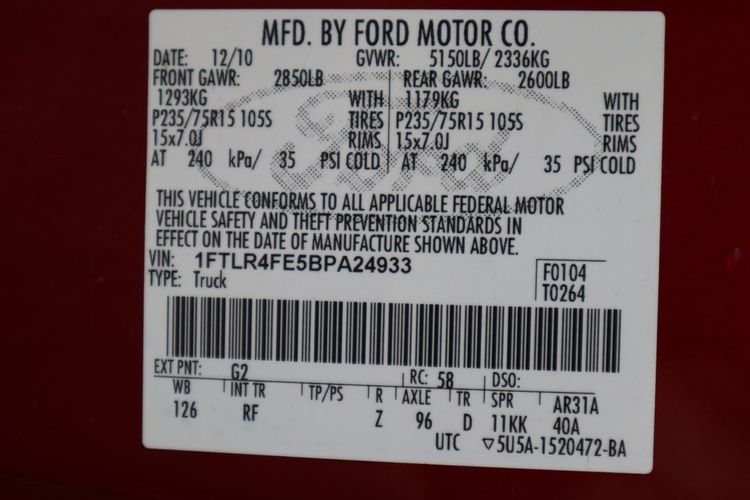 MFD. BY FORD MOTOR CO.
DATE: 12/10 GVWR: 5150LB/ 2336KG
FRONT GAWR: 2850LB REAR GAWR: 2600LB
1293KG WITH 1179KG WITH
P235/75R15 105S TIRES P235/75R15 105S TIRES
15x7.0J RIMS 15x7.0J RIMS
AT 240 kPa/ 35 PSI COLD AT 240 kPa/ 35 PSI COLD
Ford
THIS VEHICLE CONFORMS TO ALL APPLICABLE FEDERAL MOTOR
VEHICLE SAFETY AND THEFT PREVENTION STANDARDS IN
EFFECT ON THE DATE OF MANUFACTURE SHOWN ABOVE.
VIN: 1FTLR4FE5BPA24933
TYPE: Truck
F0104
T0264
EXT PNT: G2 RC: 58 DSO:
WB INT TR TP/PS R AXLE TR SPR AR31A
126 RF Z 96 D 11KK 40A
UTC ▽5U5A-1520472-BA